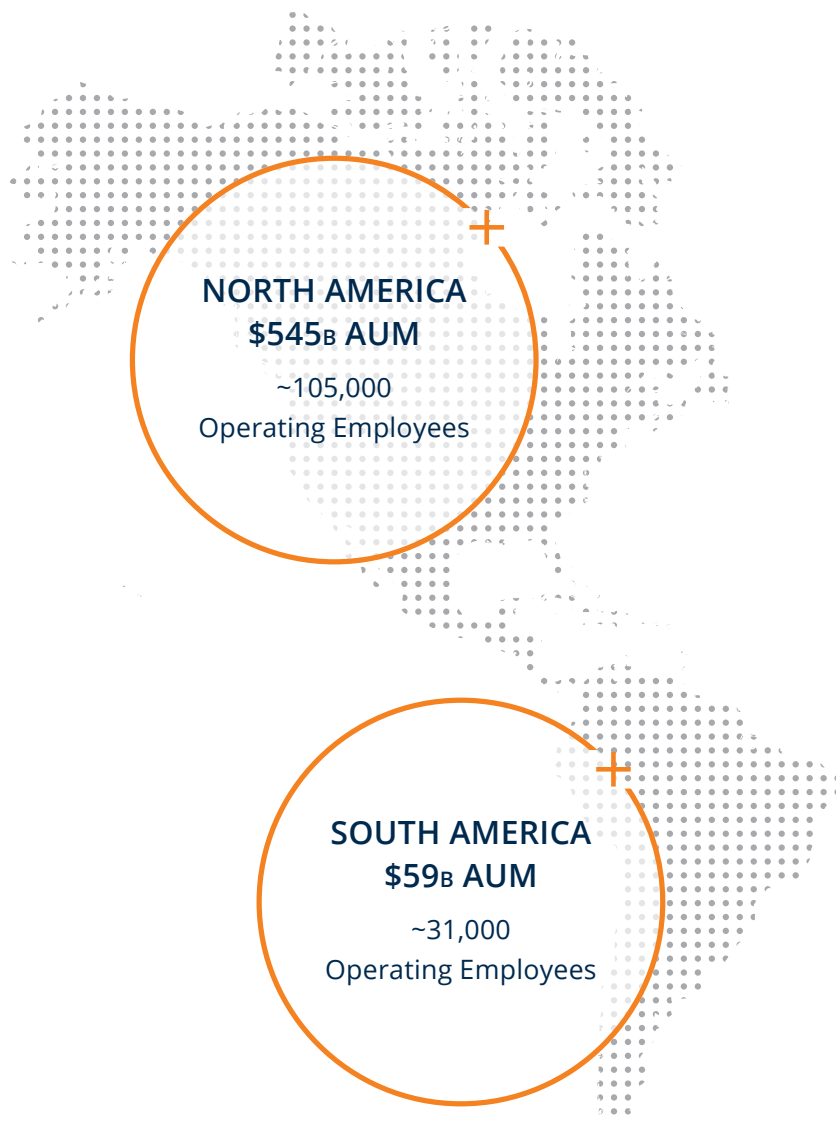 NORTH AMERICA
$545B AUM
~105,000
Operating Employees
SOUTH AMERICA
$59B AUM
~31,000
Operating Employees